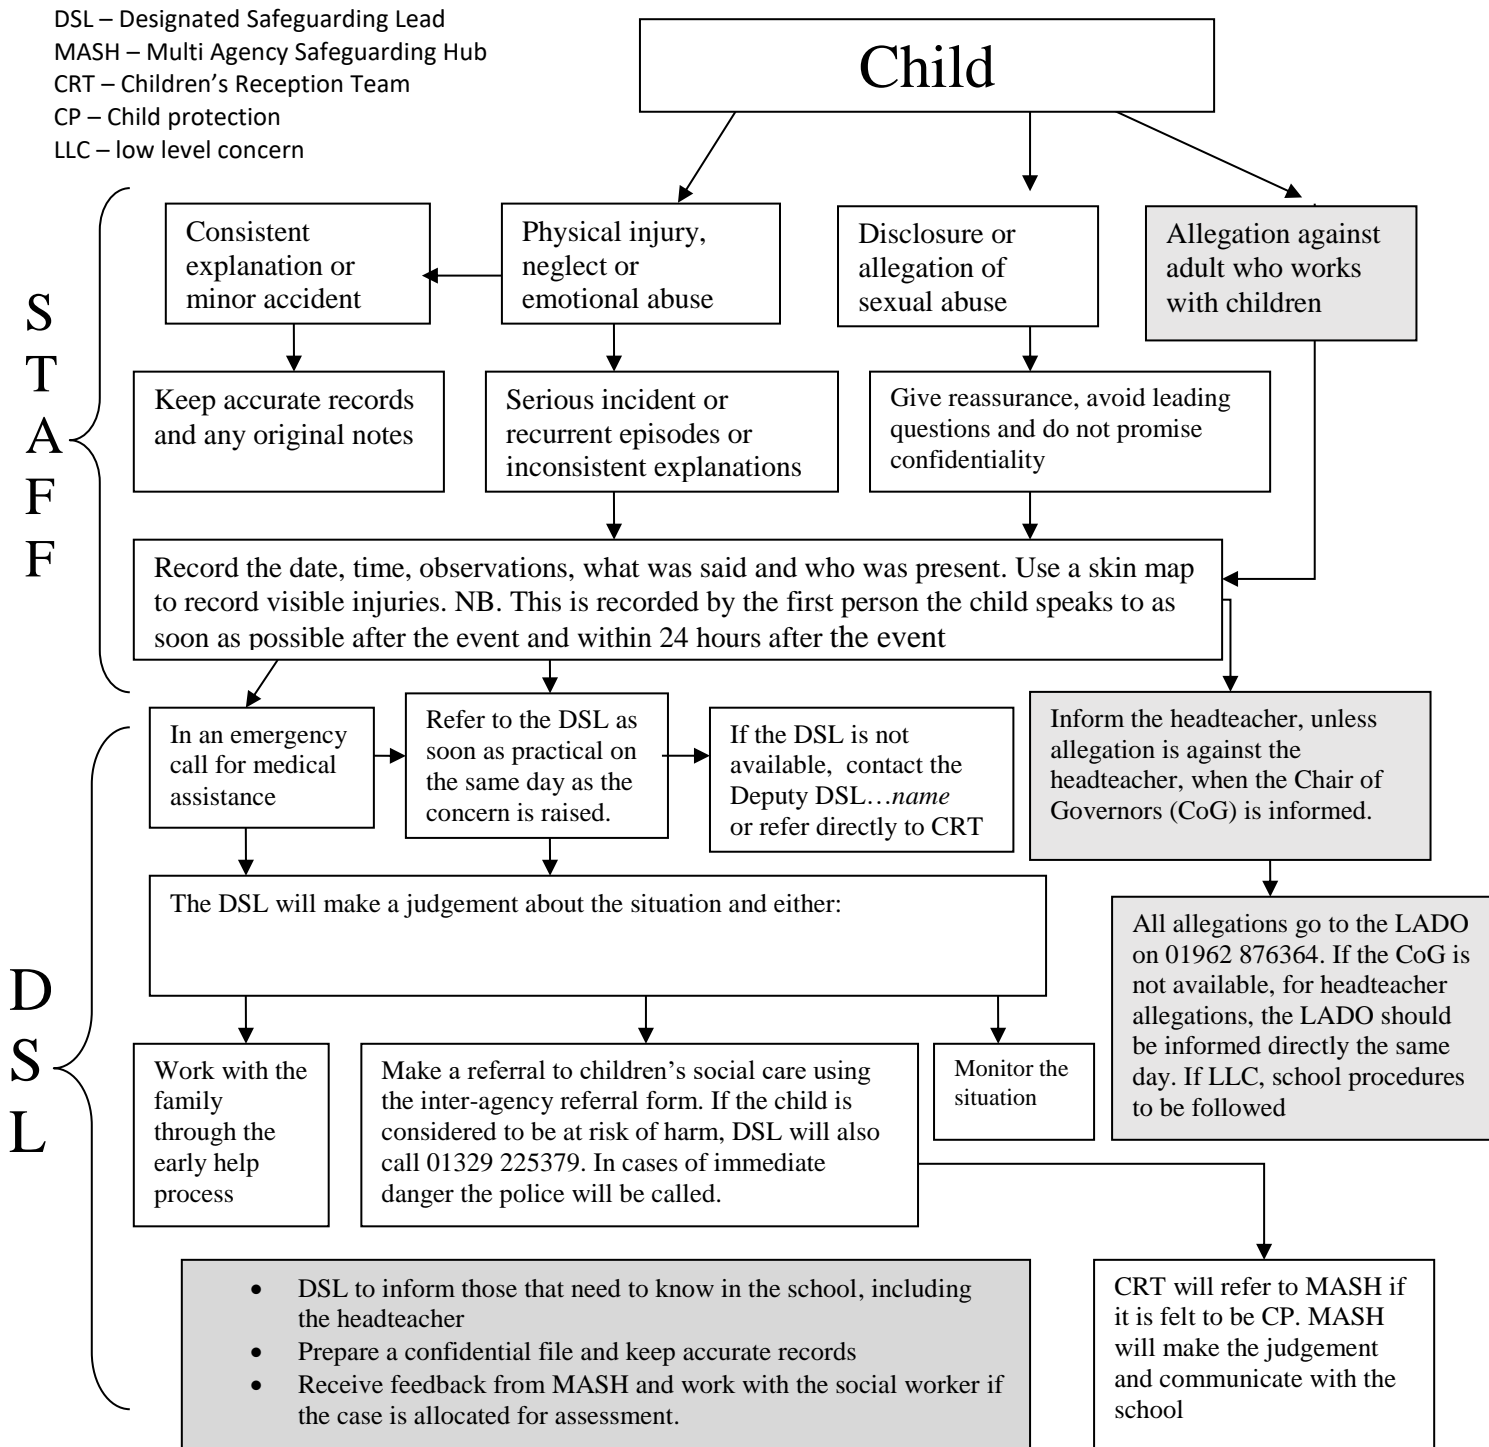 DSL – Designated Safeguarding Lead
MASH – Multi Agency Safeguarding Hub
CRT – Children's Reception Team
CP – Child protection
LLC – low level concern
Child
S
T
A
F
F
Consistent
explanation or
minor accident
Physical injury,
neglect or
emotional abuse
Disclosure or
allegation of
sexual abuse
Allegation against
adult who works
with children
Keep accurate records
and any original notes
Serious incident or
recurrent episodes or
inconsistent explanations
Give reassurance, avoid leading
questions and do not promise
confidentiality
Record the date, time, observations, what was said and who was present. Use a skin map
to record visible injuries. NB. This is recorded by the first person the child speaks to as
soon as possible after the event and within 24 hours after the event
D
S
L
In an emergency
call for medical
assistance
Refer to the DSL as
soon as practical on
the same day as the
concern is raised.
If the DSL is not
available,  contact the
Deputy DSL…name
or refer directly to CRT
Inform the headteacher, unless
allegation is against the
headteacher, when the Chair of
Governors (CoG) is informed.
The DSL will make a judgement about the situation and either:
All allegations go to the LADO
on 01962 876364. If the CoG is
not available, for headteacher
allegations, the LADO should
be informed directly the same
day. If LLC, school procedures
to be followed
Work with the
family
through the
early help
process
Make a referral to children's social care using
the inter-agency referral form. If the child is
considered to be at risk of harm, DSL will also
call 01329 225379. In cases of immediate
danger the police will be called.
Monitor the
situation
• DSL to inform those that need to know in the school, including
the headteacher
• Prepare a confidential file and keep accurate records
• Receive feedback from MASH and work with the social worker if
the case is allocated for assessment.
CRT will refer to MASH if
it is felt to be CP. MASH
will make the judgement
and communicate with the
school